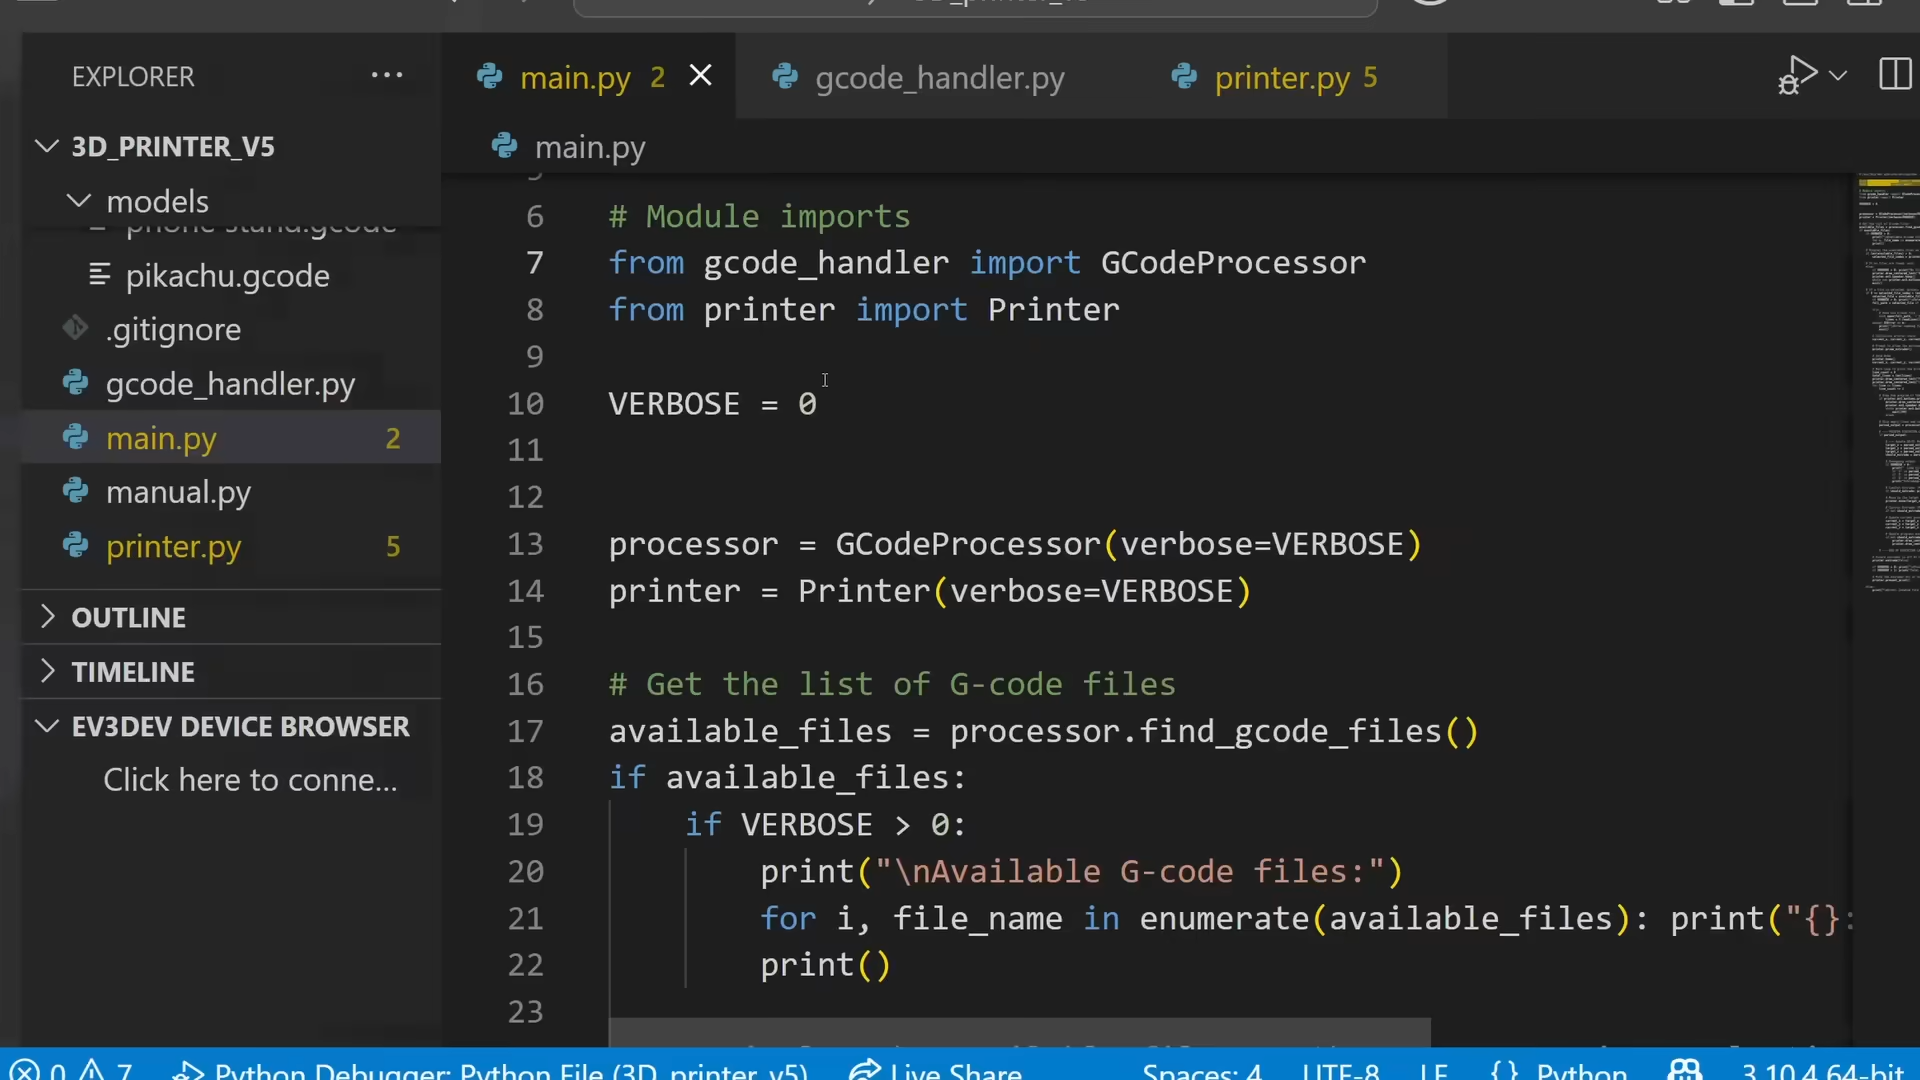 3D_printer_v5
EXPLORER
main.py 2
gcode_handler.py
printer.py 5
3D_PRINTER_V5
models
phone-stand.gcode
pikachu.gcode
.gitignore
gcode_handler.py
main.py 2
manual.py
printer.py 5
OUTLINE
TIMELINE
EV3DEV DEVICE BROWSER
Click here to conne...
main.py
5
6 # Module imports
7 from gcode_handler import GCodeProcessor
8 from printer import Printer
9
10 VERBOSE = 0
11
12
13 processor = GCodeProcessor(verbose=VERBOSE)
14 printer = Printer(verbose=VERBOSE)
15
16 # Get the list of G-code files
17 available_files = processor.find_gcode_files()
18 if available_files:
19 if VERBOSE > 0:
20 print("\nAvailable G-code files:")
21 for i, file_name in enumerate(available_files): print("{}:
22 print()
23
0 7 Python Debugger: Python File (3D_printer_v5) Live Share Spaces: 4 UTF-8 LF {} Python 3.10.4 64-bit